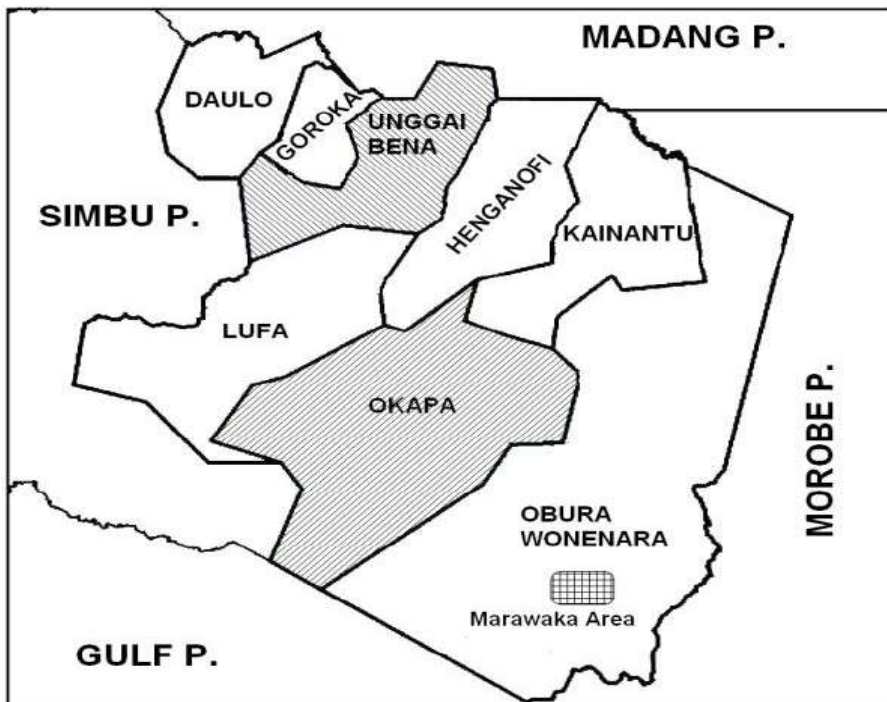 MADANG P.
DAULO
GOROKA
UNGGAI
BENA
SIMBU P.
HENGANOFI
KAINANTU
LUFA
OKAPA
MOROBE P.
OBURA
WONENARA
Marawaka Area
GULF P.